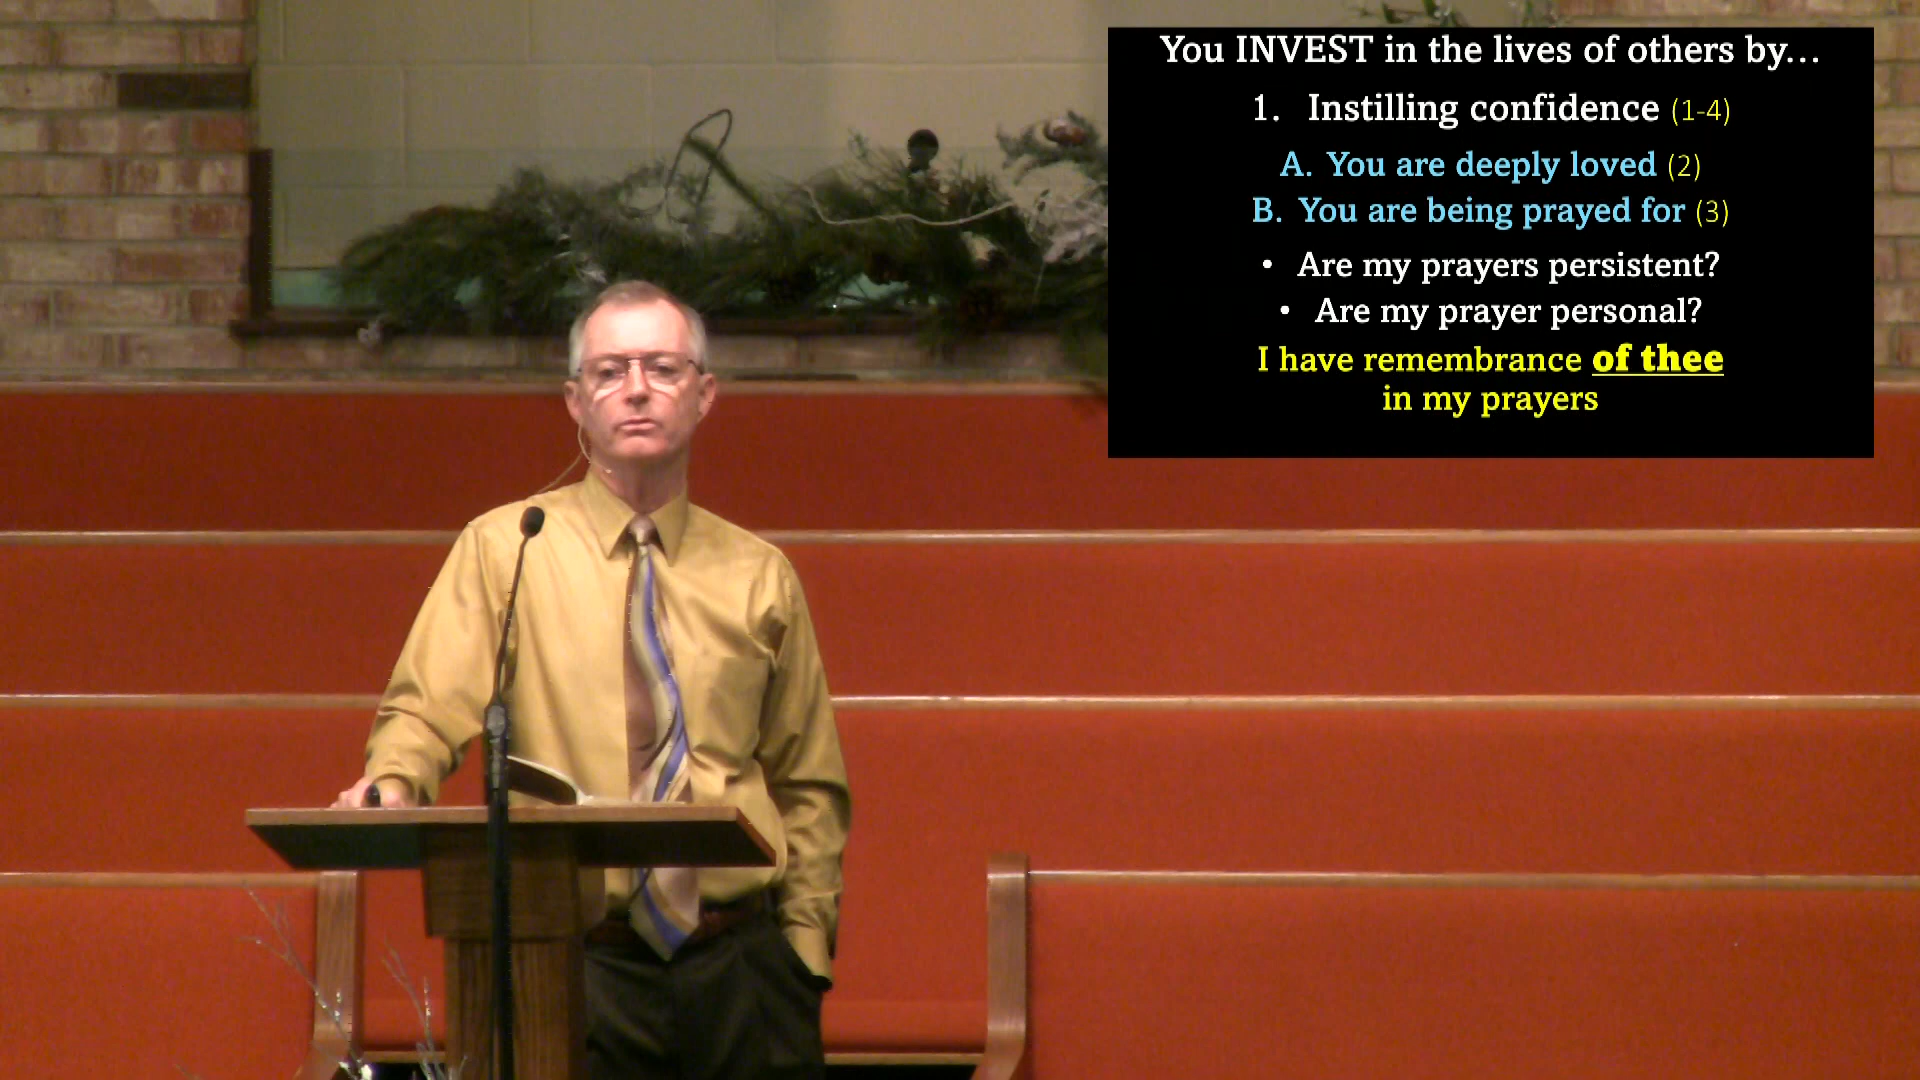 You INVEST in the lives of others by...
1. Instilling confidence (1-4)
A. You are deeply loved (2)
B. You are being prayed for (3)
• Are my prayers persistent?
• Are my prayer personal?
I have remembrance of thee
in my prayers